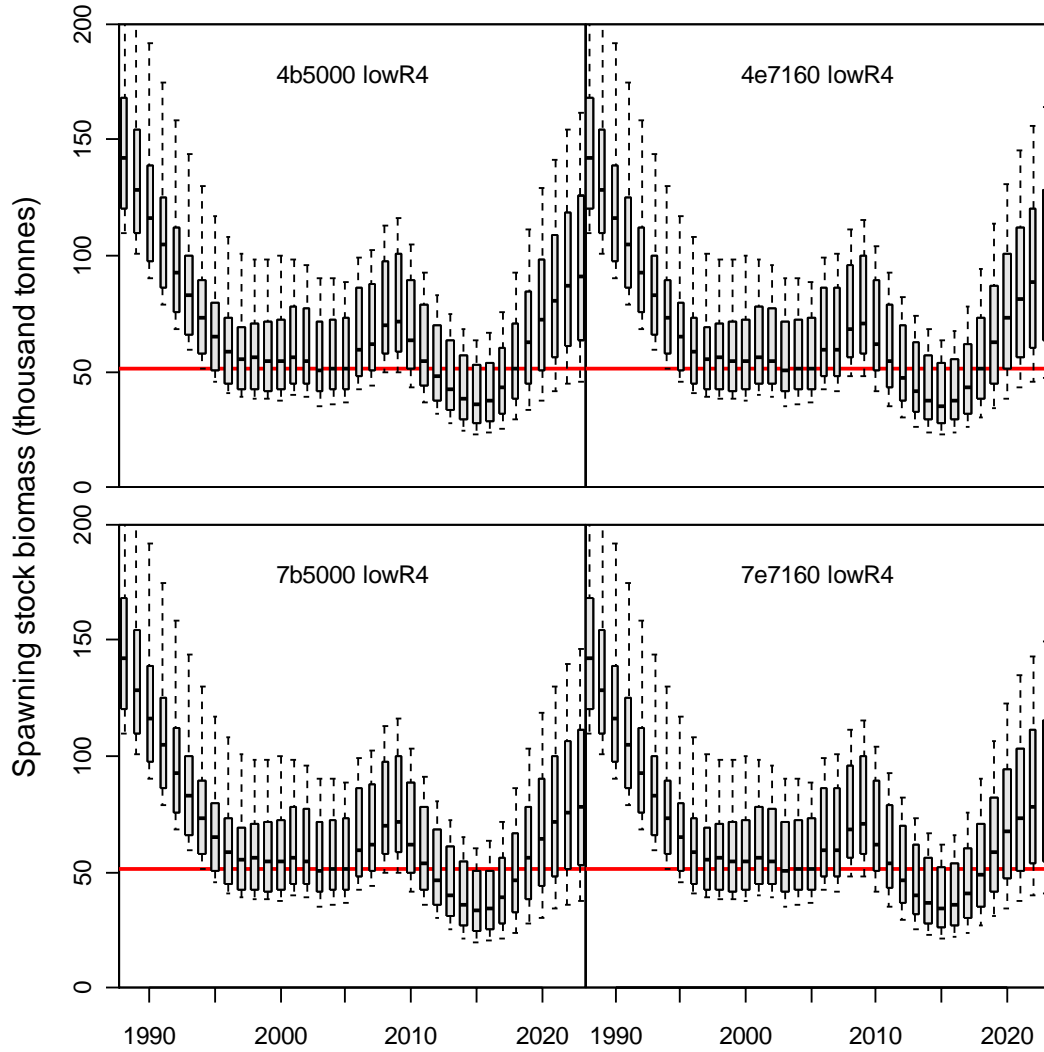 Spawning stock biomass (thousand tonnes)
200
150
100
50
0
4b5000 lowR4
4e7160 lowR4
200
150
100
50
0
7b5000 lowR4
7e7160 lowR4
1990 2000 2010 2020 1990 2000 2010 2020